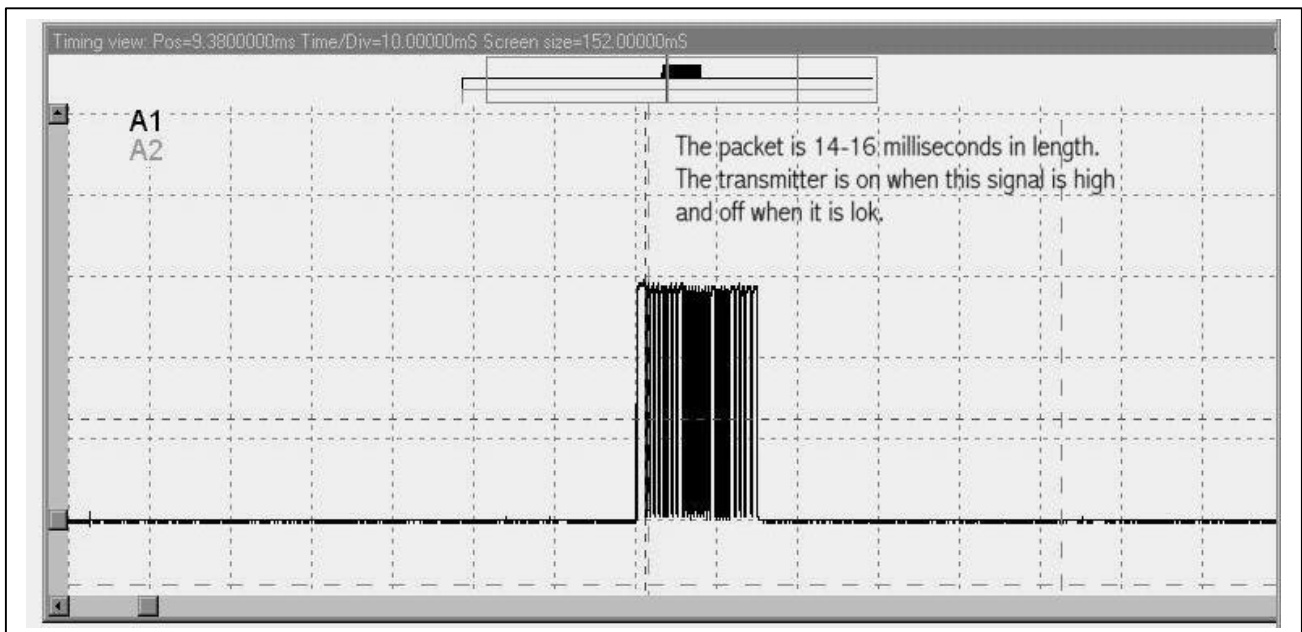 Timing view: Pos=9.3800000ms Time/Div=10.00000mS Screen size=152.00000mS
A1
A2
The packet is 14-16 milliseconds in length.
The transmitter is on when this signal is high
and off when it is lok.